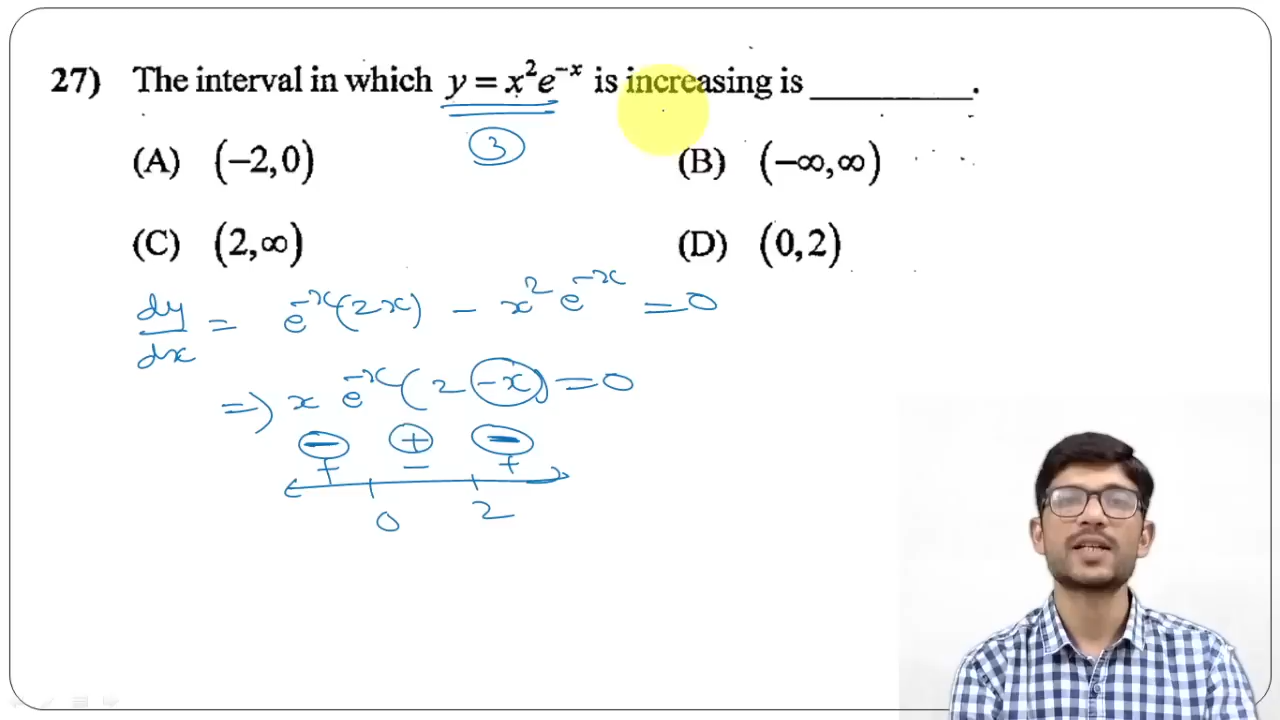 27) The interval in which y = x²e⁻ˣ is increasing is __________.
3
(A) (−2,0) (B) (−∞,∞)
(C) (2,∞) (D) (0,2)
dy/dx = e⁻ˣ(2x) − x²e⁻ˣ = 0
⇒) x e⁻ˣ(2 −x) = 0
− + −
+ − +
0 2